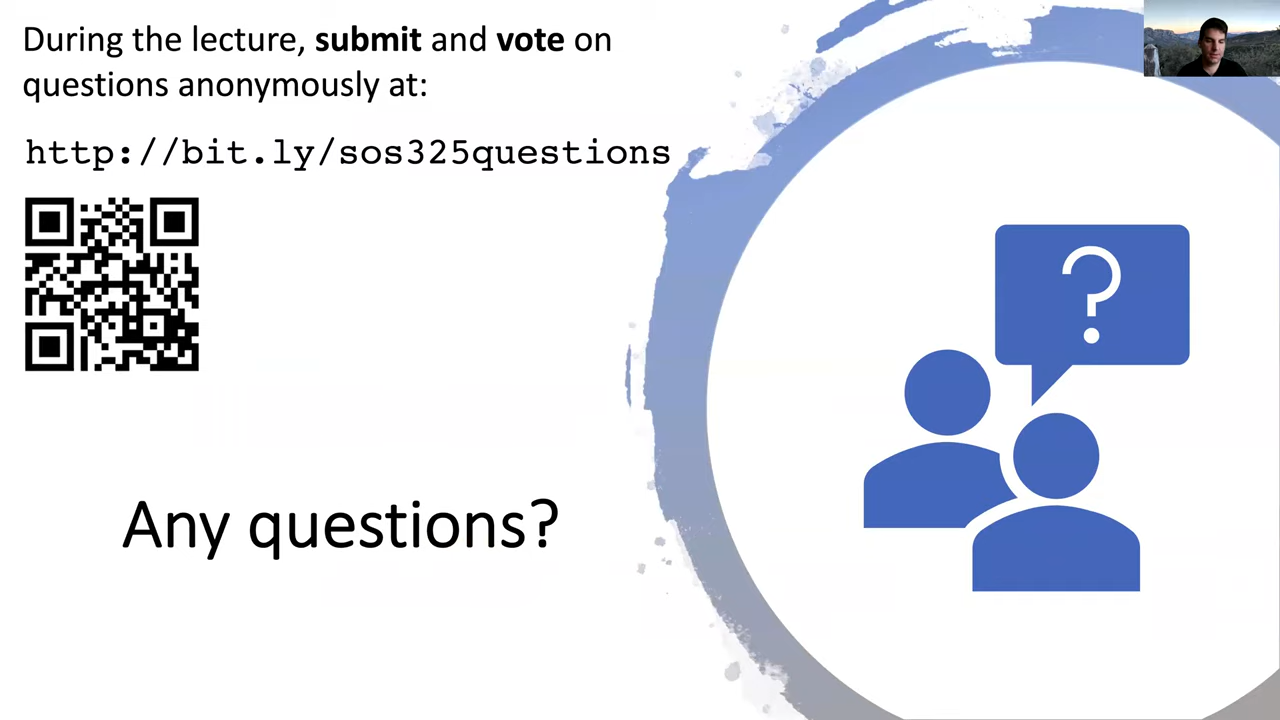 During the lecture, submit and vote on
questions anonymously at:
http://bit.ly/sos325questions
?
Any questions?